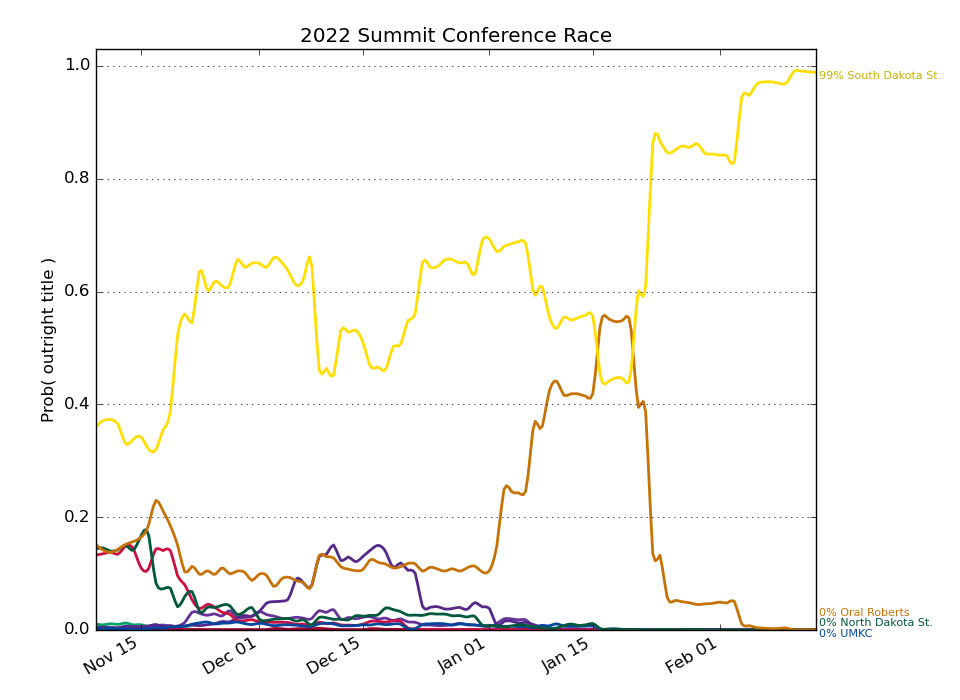 2022 Summit Conference Race
1.0
0.8
0.6
0.4
0.2
0.0
Prob( outright title )
99% South Dakota St.
0% Oral Roberts
0% North Dakota St.
0% UMKC
Nov 15
Dec 01
Dec 15
Jan 01
Jan 15
Feb 01